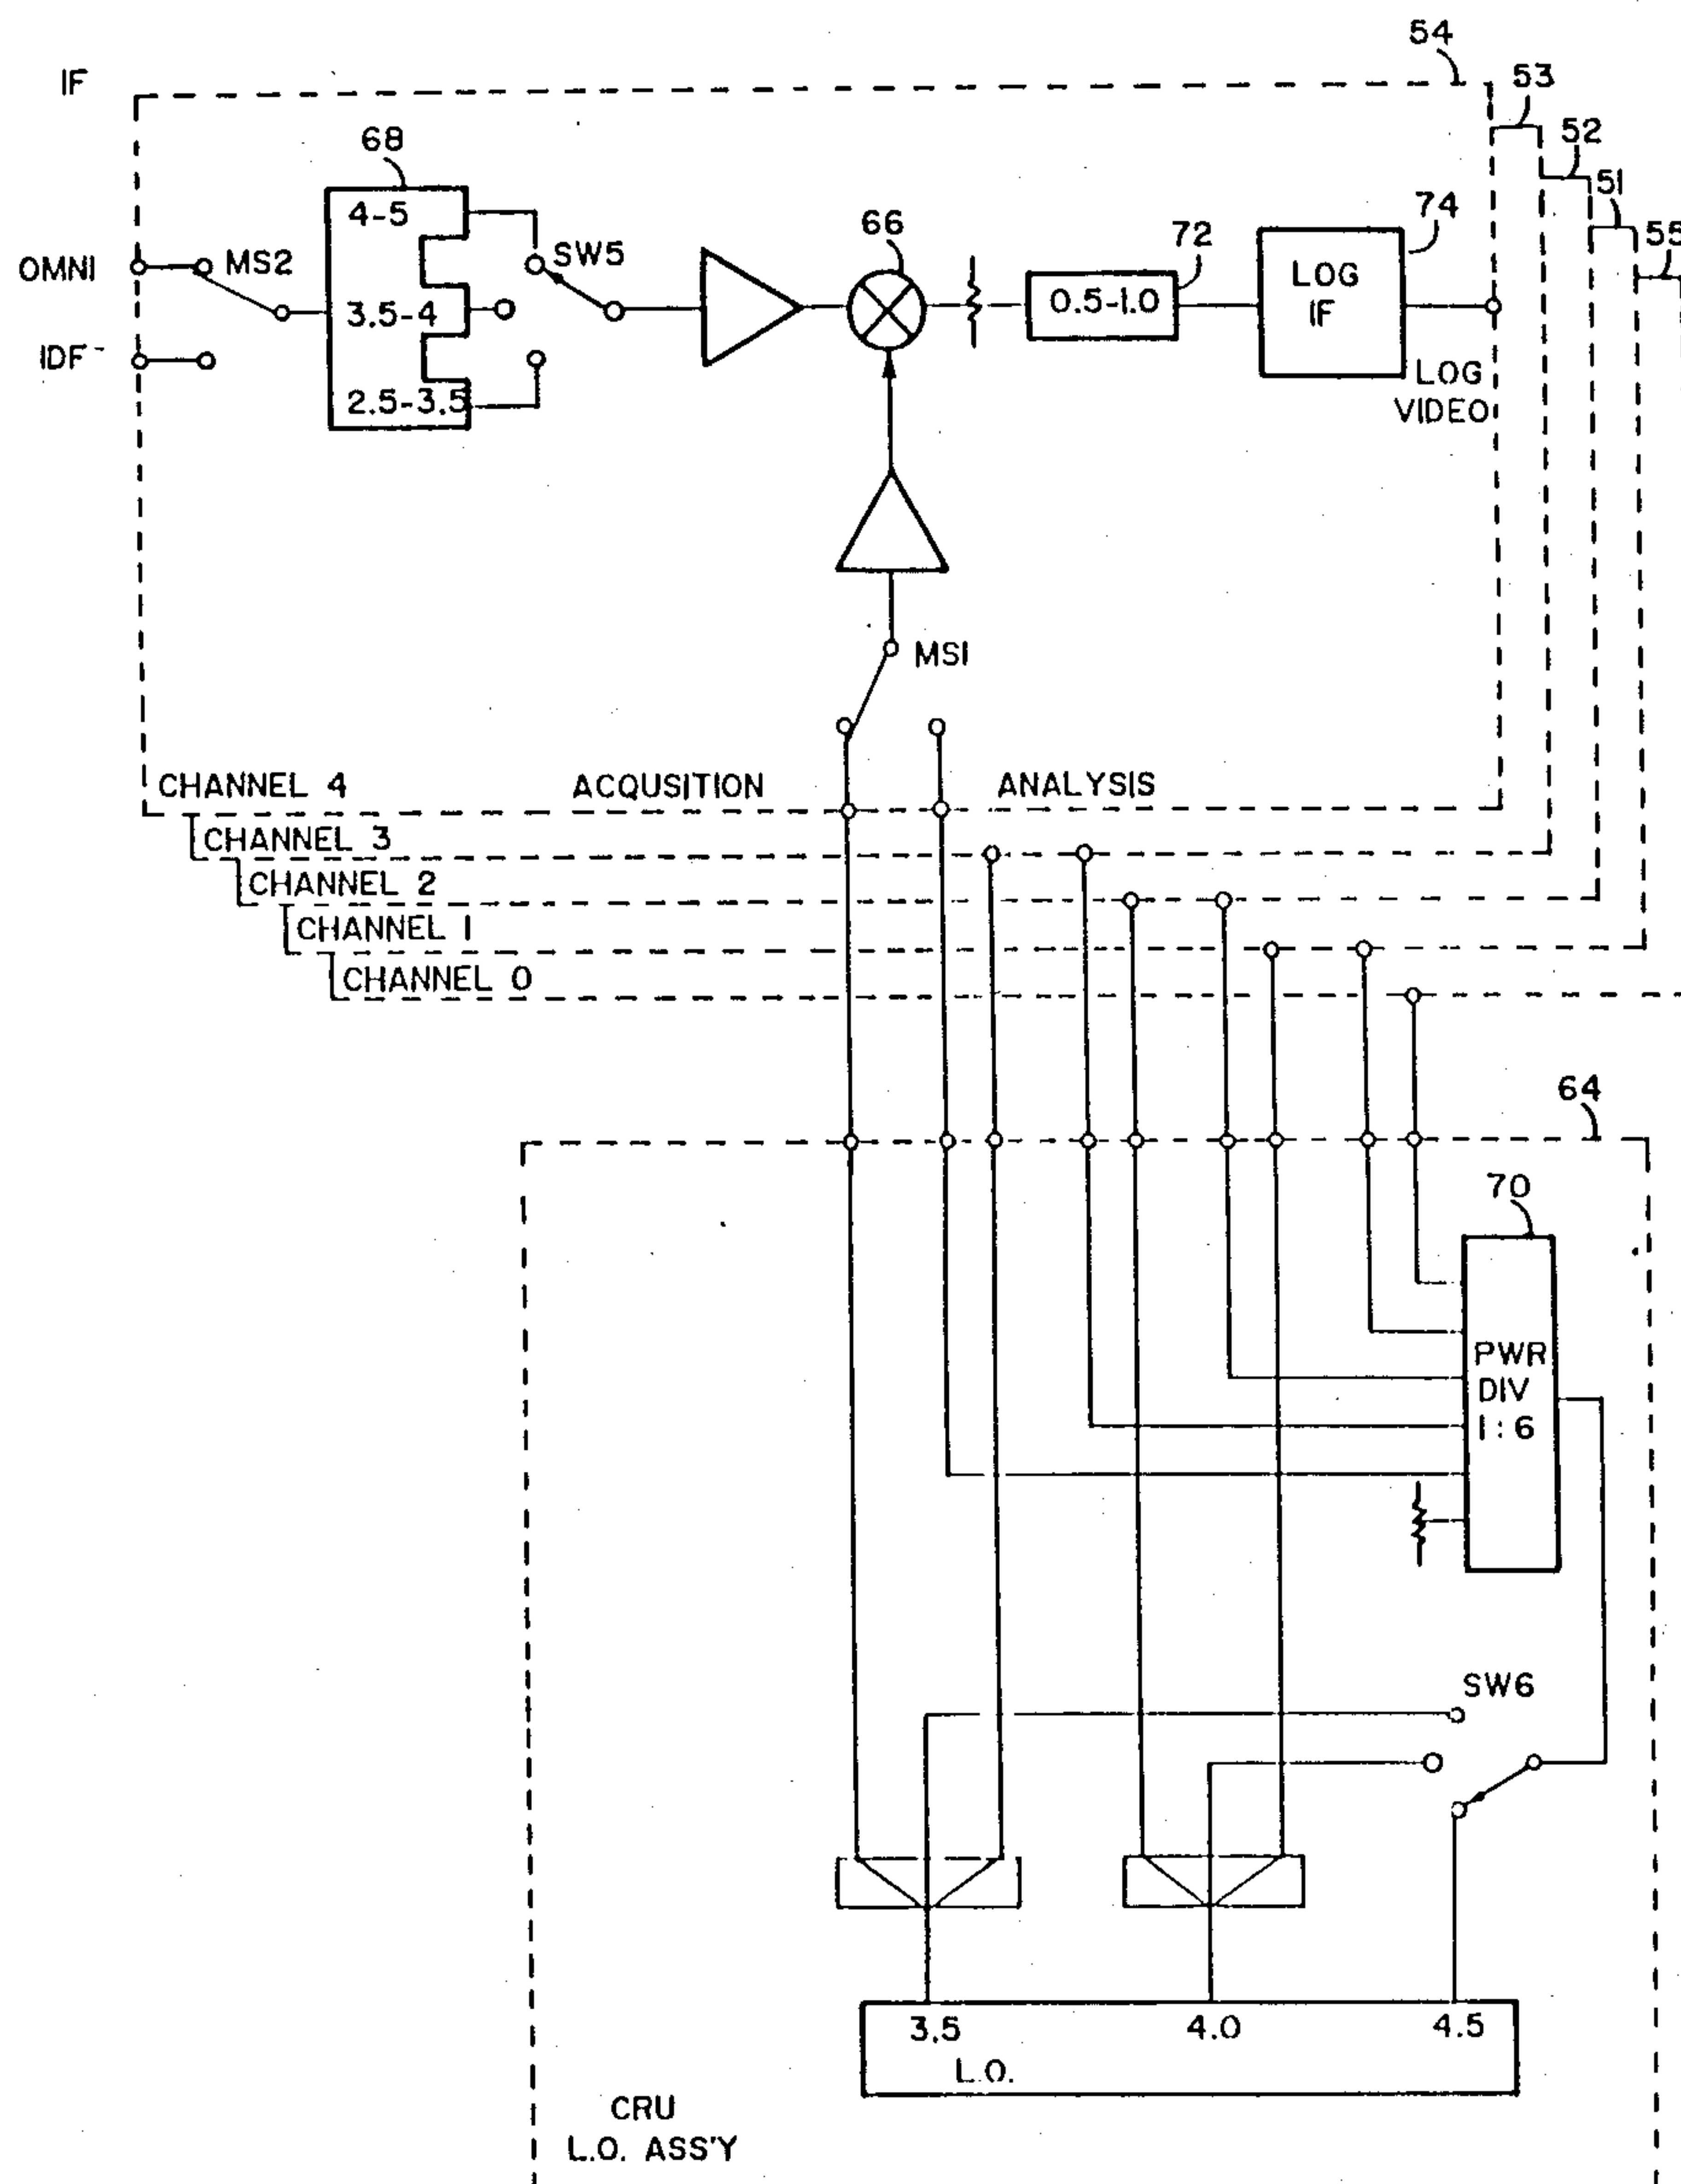 54
IF
53
68
52
51
4-5
66
74
72
55
OMNI
MS2
SW5
LOG
IF
3.5-4
0.5-1.0
IDF
2.5-3.5
LOG
VIDEO
MS1
CHANNEL 4
ACQUSITION
ANALYSIS
CHANNEL 3
CHANNEL 2
CHANNEL 1
CHANNEL 0
64
70
PWR
DIV
1:6
SW6
3.5
4.0
4.5
L.O.
CRU
L.O. ASS'Y